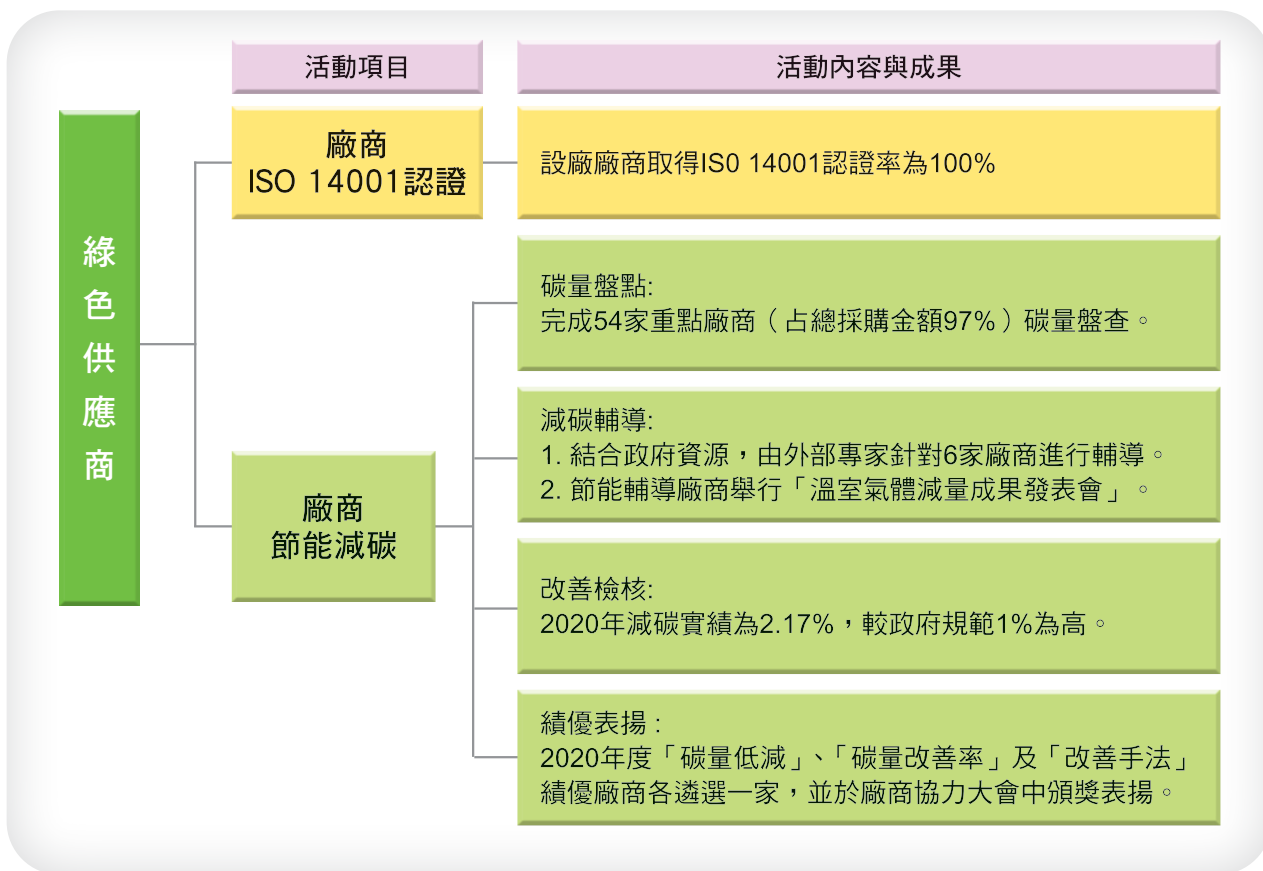 活動項目
活動內容與成果
綠色供應商
廠商
ISO 14001認證
設廠廠商取得IS0 14001認證率為100%
廠商
節能減碳
碳量盤點:
完成54家重點廠商（占總採購金額97%）碳量盤查。
減碳輔導:
1. 結合政府資源，由外部專家針對6家廠商進行輔導。
2. 節能輔導廠商舉行「溫室氣體減量成果發表會」。
改善檢核:
2020年減碳實績為2.17%，較政府規範1%為高。
績優表揚 :
2020年度「碳量低減」、「碳量改善率」及「改善手法」
績優廠商各遴選一家，並於廠商協力大會中頒獎表揚。